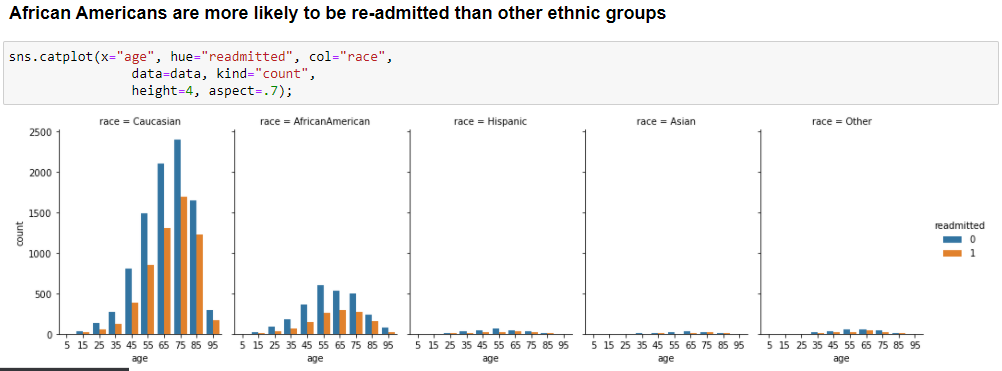 African Americans are more likely to be re-admitted than other ethnic groups
sns.catplot(x="age", hue="readmitted", col="race",
data=data, kind="count",
height=4, aspect=.7);
race = Caucasian race = AfricanAmerican race = Hispanic race = Asian race = Other
2500
2000
1500
1000
500
0
count
readmitted
0
1
5 15 25 35 45 55 65 75 85 95 5 15 25 35 45 55 65 75 85 95 5 15 25 35 45 55 65 75 85 95 5 15 25 35 45 55 65 75 85 95 5 15 25 35 45 55 65 75 85 95
age age age age age